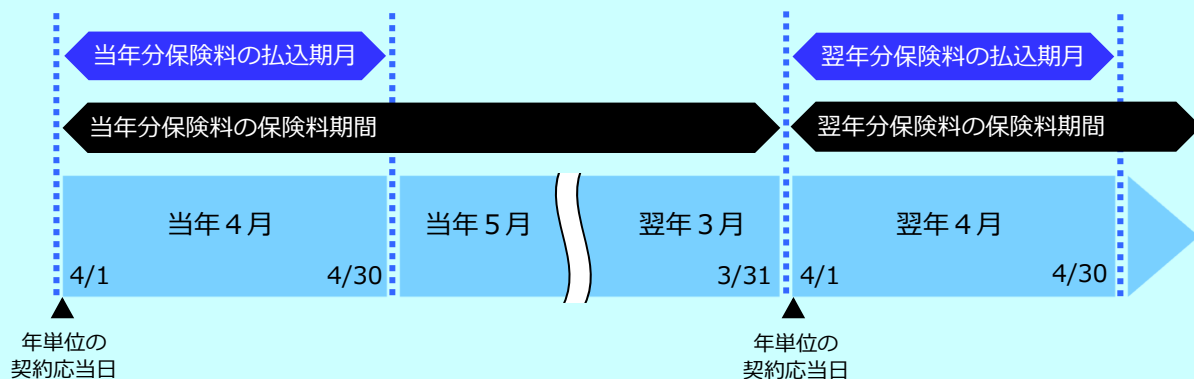 当年分保険料の払込期月
翌年分保険料の払込期月
当年分保険料の保険料期間
翌年分保険料の保険料期間
当年４月
当年５月
翌年３月
翌年４月
4/1
4/30
3/31
4/1
4/30
年単位の
契約応当日
年単位の
契約応当日